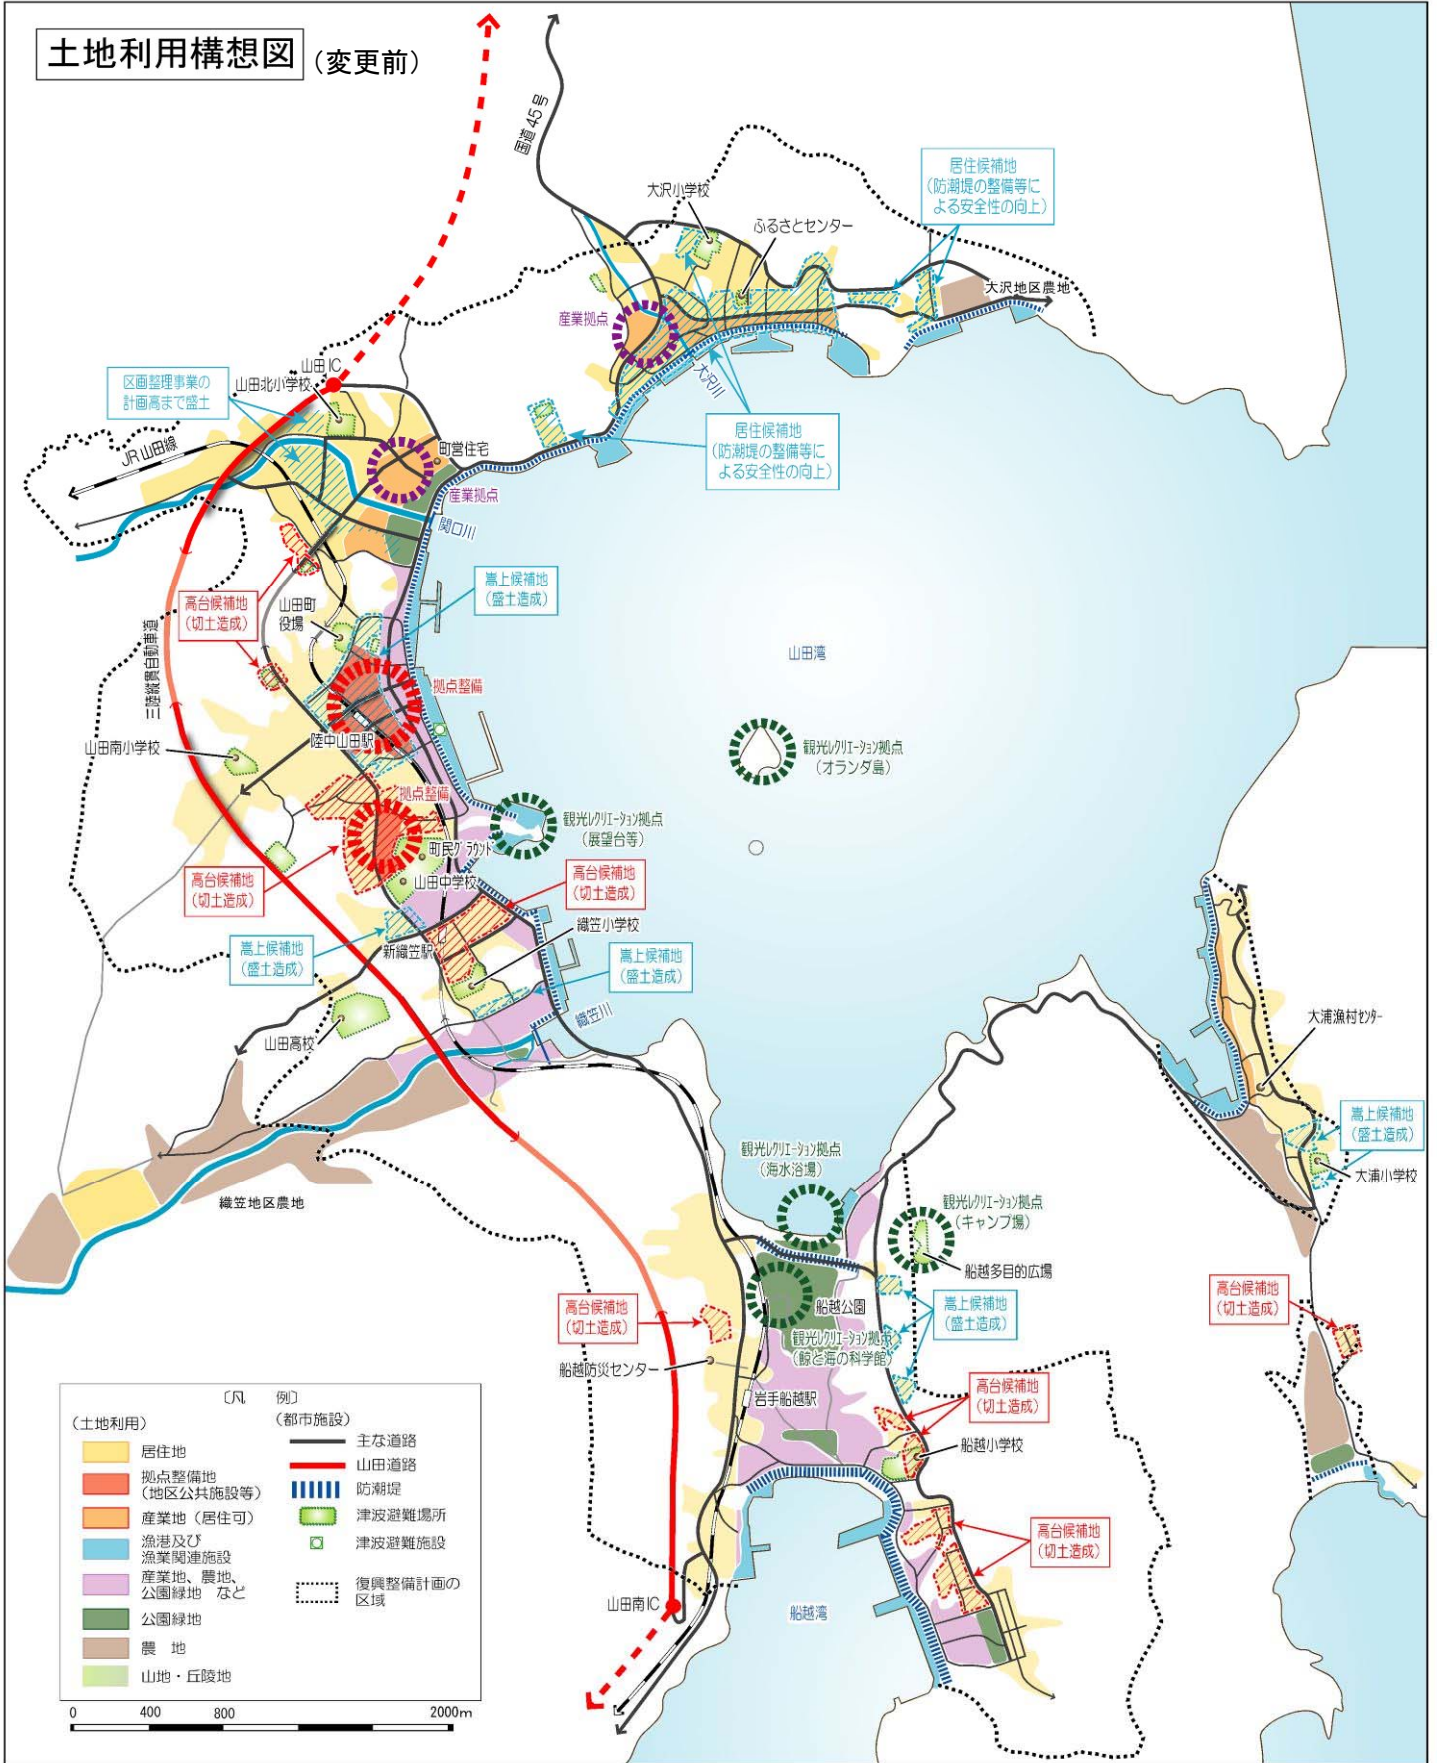 土地利用構想図
（変更前）
国道45号
大沢小学校
ふるさとセンター
居住候補地
（防潮堤の整備等に
よる安全性の向上）
大沢地区農地
産業拠点
大沢川
居住候補地
（防潮堤の整備等に
よる安全性の向上）
山田IC
山田北小学校
区画整理事業の
計画高まで盛土
JR山田線
町営住宅
産業拠点
関口川
嵩上候補地
（盛土造成）
高台候補地
（切土造成）
山田町
役場
三陸縦貫自動車道
山田湾
拠点整備
陸中山田駅
山田南小学校
観光レクリエーション拠点
（オランダ島）
拠点整備
観光レクリエーション拠点
（展望台等）
町民グラウンド
山田中学校
高台候補地
（切土造成）
高台候補地
（切土造成）
織笠小学校
新織笠駅
嵩上候補地
（盛土造成）
嵩上候補地
（盛土造成）
織笠川
山田高校
織笠地区農地
大浦漁村センター
嵩上候補地
（盛土造成）
大浦小学校
観光レクリエーション拠点
（海水浴場）
観光レクリエーション拠点
（キャンプ場）
船越多目的広場
船越公園
嵩上候補地
（盛土造成）
高台候補地
（切土造成）
高台候補地
（切土造成）
観光レクリエーション拠点
（鯨と海の科学館）
船越防災センター
岩手船越駅
高台候補地
（切土造成）
船越小学校
高台候補地
（切土造成）
山田南IC
船越湾
〔凡　例〕
（土地利用）
居住地
拠点整備地
（地区公共施設等）
産業地（居住可）
漁港及び
漁業関連施設
産業地、農地、
公園緑地　など
公園緑地
農　地
山地・丘陵地
（都市施設）
主な道路
山田道路
防潮堤
津波避難場所
津波避難施設
復興整備計画の
区域
0 400 800 2000m